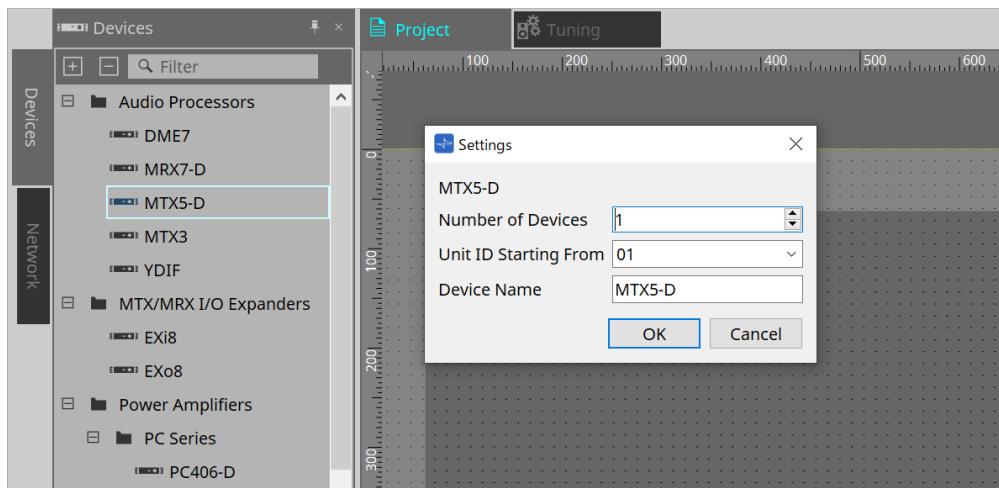 Devices
Project
Tuning
Filter
Devices
Network
Audio Processors
DME7
MRX7-D
MTX5-D
MTX3
YDIF
MTX/MRX I/O Expanders
EXi8
EXo8
Power Amplifiers
PC Series
PC406-D
100 200 300 400 500 600
0
100
200
300
Settings
MTX5-D
Number of Devices 1
Unit ID Starting From 01
Device Name MTX5-D
OK Cancel